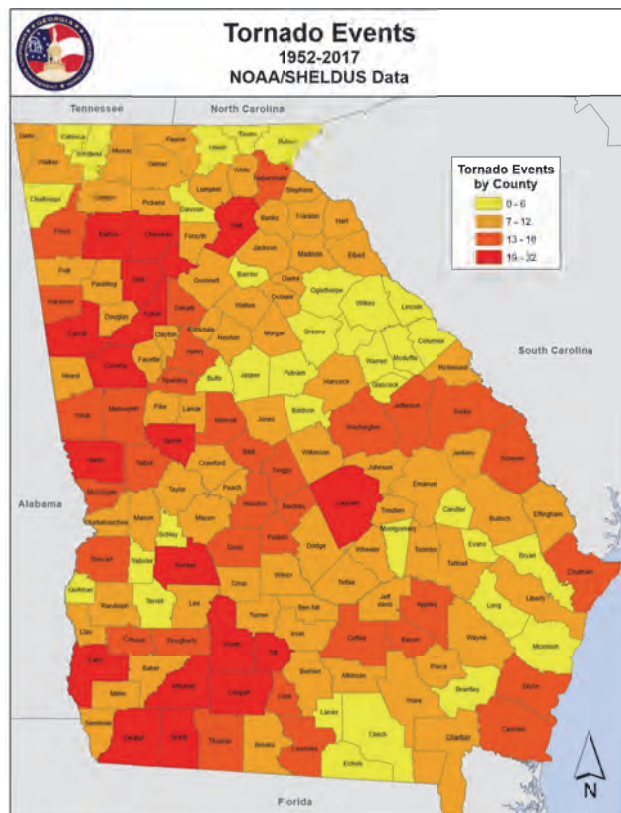 GEORGIA
Tornado Events
1952-2017
NOAA/SHELDUS Data
Tennessee
North Carolina
Tornado Events
by County
0 - 6
7 - 12
13 - 18
19 - 32
South Carolina
Alabama
Forida
N
Dade
Catoosa
Whitfield
Walker
Murray
Fannin
Gilmer
Union
Towns
Rabun
White
Habersham
Stephens
Lumpkin
Chattooga
Gordon
Pickens
Dawson
Hall
Banks
Franklin
Hart
Floyd
Bartow
Cherokee
Forsyth
Jackson
Madison
Elbert
Polk
Paulding
Cobb
Gwinnett
Barrow
Clarke
Oglethorpe
Wilkes
Lincoln
Haralson
Douglas
Fulton
Dekalb
Walton
Oconee
Rockdale
Carroll
Clayton
Newton
Morgan
Greene
Columbia
Fayette
Henry
Warren
Mcduffie
Heard
Coweta
Spalding
Butts
Jasper
Putnam
Hancock
Glascock
Richmond
Troup
Meriwether
Pike
Lamar
Monroe
Jones
Baldwin
Washington
Jefferson
Burke
Harris
Talbot
Upson
Crawford
Bibb
Twiggs
Wilkinson
Johnson
Emanuel
Jenkins
Screven
Muscogee
Taylor
Peach
Houston
Bleckley
Laurens
Treutlen
Candler
Bulloch
Effingham
Chattahoochee
Marion
Macon
Schley
Pulaski
Dodge
Wheeler
Montgomery
Toombs
Tattnall
Evans
Bryan
Chatham
Stewart
Webster
Sumter
Dooly
Crisp
Wilcox
Telfair
Jeff
davis
Appling
Long
Liberty
Quitman
Randolph
Terrell
Lee
Turner
Ben hill
Irwin
Coffee
Bacon
Wayne
Mcintosh
Clay
Calhoun
Dougherty
Worth
Tift
Berrien
Atkinson
Pierce
Glynn
Early
Baker
Mitchell
Colquitt
Cook
Lanier
Ware
Brantley
Camden
Miller
Seminole
Decatur
Grady
Thomas
Brooks
Lowndes
Clinch
Echols
Charlton